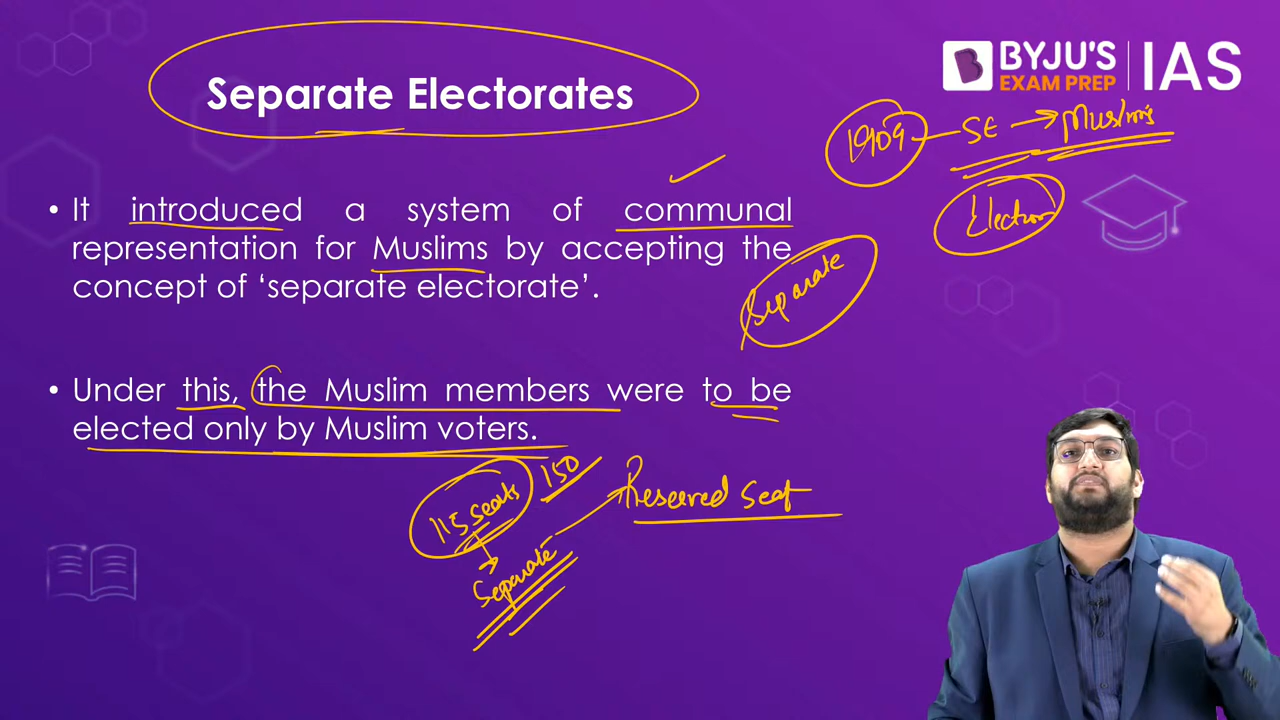 Separate Electorates
BYJU'S
EXAM PREP
IAS
1909 — SE → Muslims
Election
• It introduced a system of communal
representation for Muslims by accepting the
concept of 'separate electorate'.
Separate
• Under this, the Muslim members were to be
elected only by Muslim voters.
115 seats 150
Reserved Seat
Separate